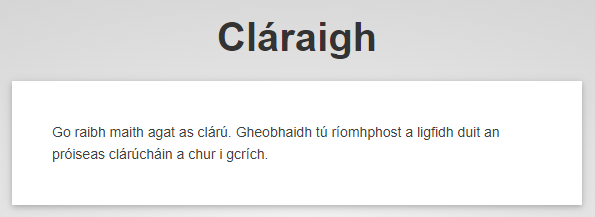 Cláraigh
Go raibh maith agat as clárú. Gheobhaidh tú ríomhphost a ligfidh duit an
próiseas clárúcháin a chur i gcrích.